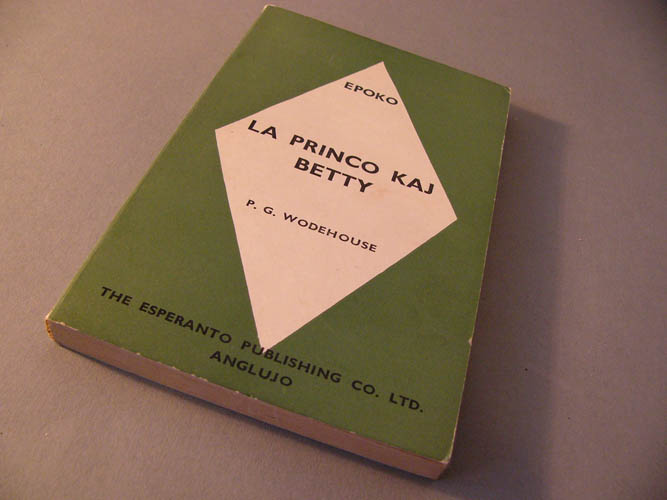 EPOKO
LA PRINCO KAJ
BETTY
P. G. WODEHOUSE
THE ESPERANTO PUBLISHING CO. LTD.
ANGLUJO